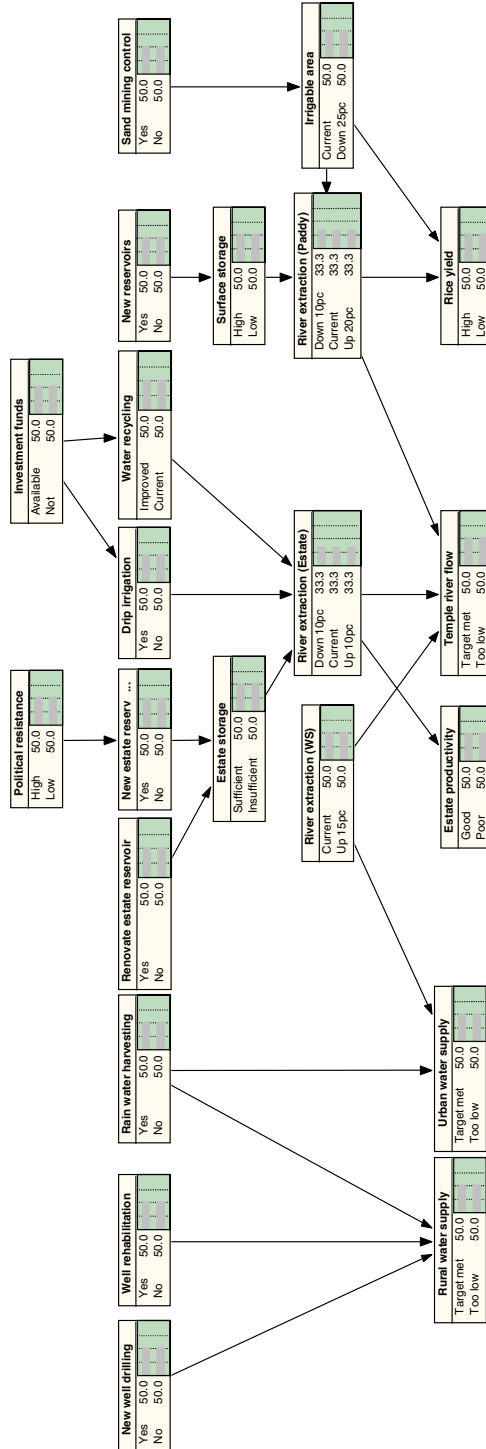 Political resistance
High 50.0
Low 50.0
Investment funds
Available 50.0
Not 50.0
New well drilling
Yes 50.0
No 50.0
Well rehabilitation
Yes 50.0
No 50.0
Rain water harvesting
Yes 50.0
No 50.0
Renovate estate reservoir
Yes 50.0
No 50.0
New estate reserv ...
Yes 50.0
No 50.0
Drip irrigation
Yes 50.0
No 50.0
Water recycling
Improved 50.0
Current 50.0
New reservoirs
Yes 50.0
No 50.0
Sand mining control
Yes 50.0
No 50.0
Estate storage
Sufficient 50.0
Insufficient 50.0
Surface storage
High 50.0
Low 50.0
River extraction (WS)
Current 50.0
Up 15pc 50.0
River extraction (Estate)
Down 10pc 33.3
Current 33.3
Up 10pc 33.3
River extraction (Paddy)
Down 10pc 33.3
Current 33.3
Up 20pc 33.3
Irrigable area
Current 50.0
Down 25pc 50.0
Rural water supply
Target met 50.0
Too low 50.0
Urban water supply
Target met 50.0
Too low 50.0
Estate productivity
Good 50.0
Poor 50.0
Temple river flow
Target met 50.0
Too low 50.0
Rice yield
High 50.0
Low 50.0